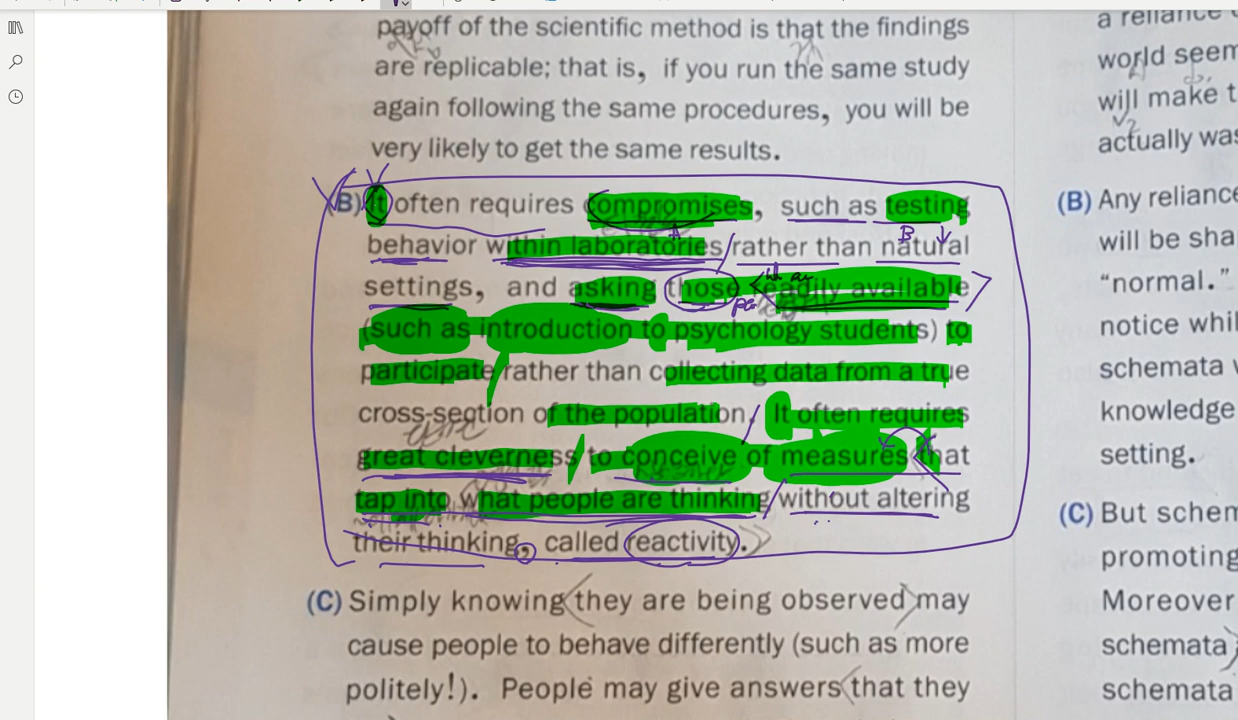 payoff of the scientific method is that the findings
are replicable; that is, if you run the same study
again following the same procedures, you will be
very likely to get the same results.
(B) It often requires compromises, such as testing
behavior within laboratories rather than natural
settings, and asking those readily available
(such as introduction to psychology students) to
participate rather than collecting data from a true
cross-section of the population. It often requires
great cleverness to conceive of measures that
tap into what people are thinking without altering
their thinking, called reactivity.
(C) Simply knowing they are being observed may
cause people to behave differently (such as more
politely!). People may give answers that they
a reliance
world seem
will make t
actually was
(B) Any reliance
will be sha
"normal."
notice whil
schemata
knowledge
setting.
(C) But schem
promoting
Moreover
schemata
schemata